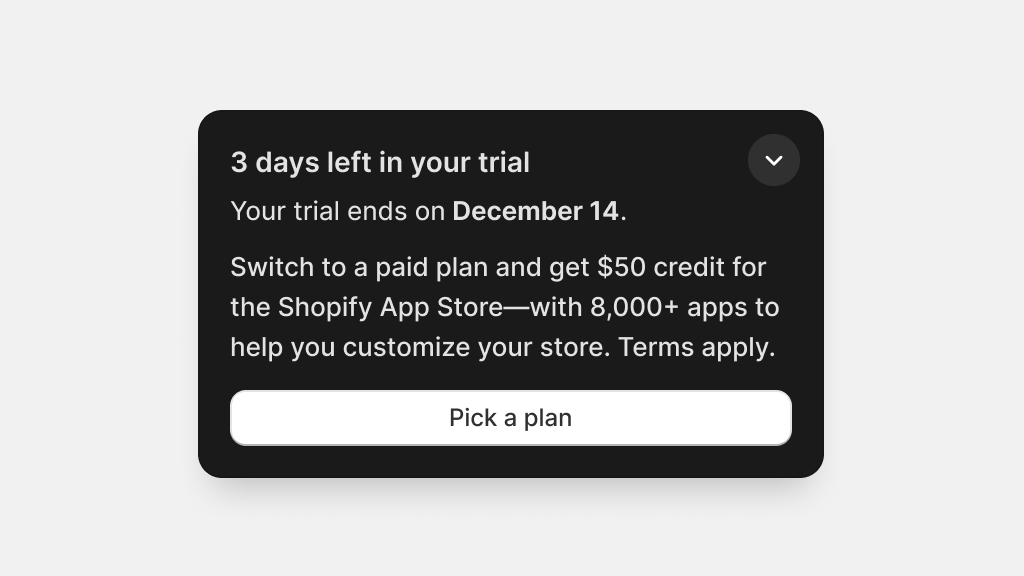 3 days left in your trial
Your trial ends on December 14.
Switch to a paid plan and get $50 credit for
the Shopify App Store—with 8,000+ apps to
help you customize your store. Terms apply.
Pick a plan